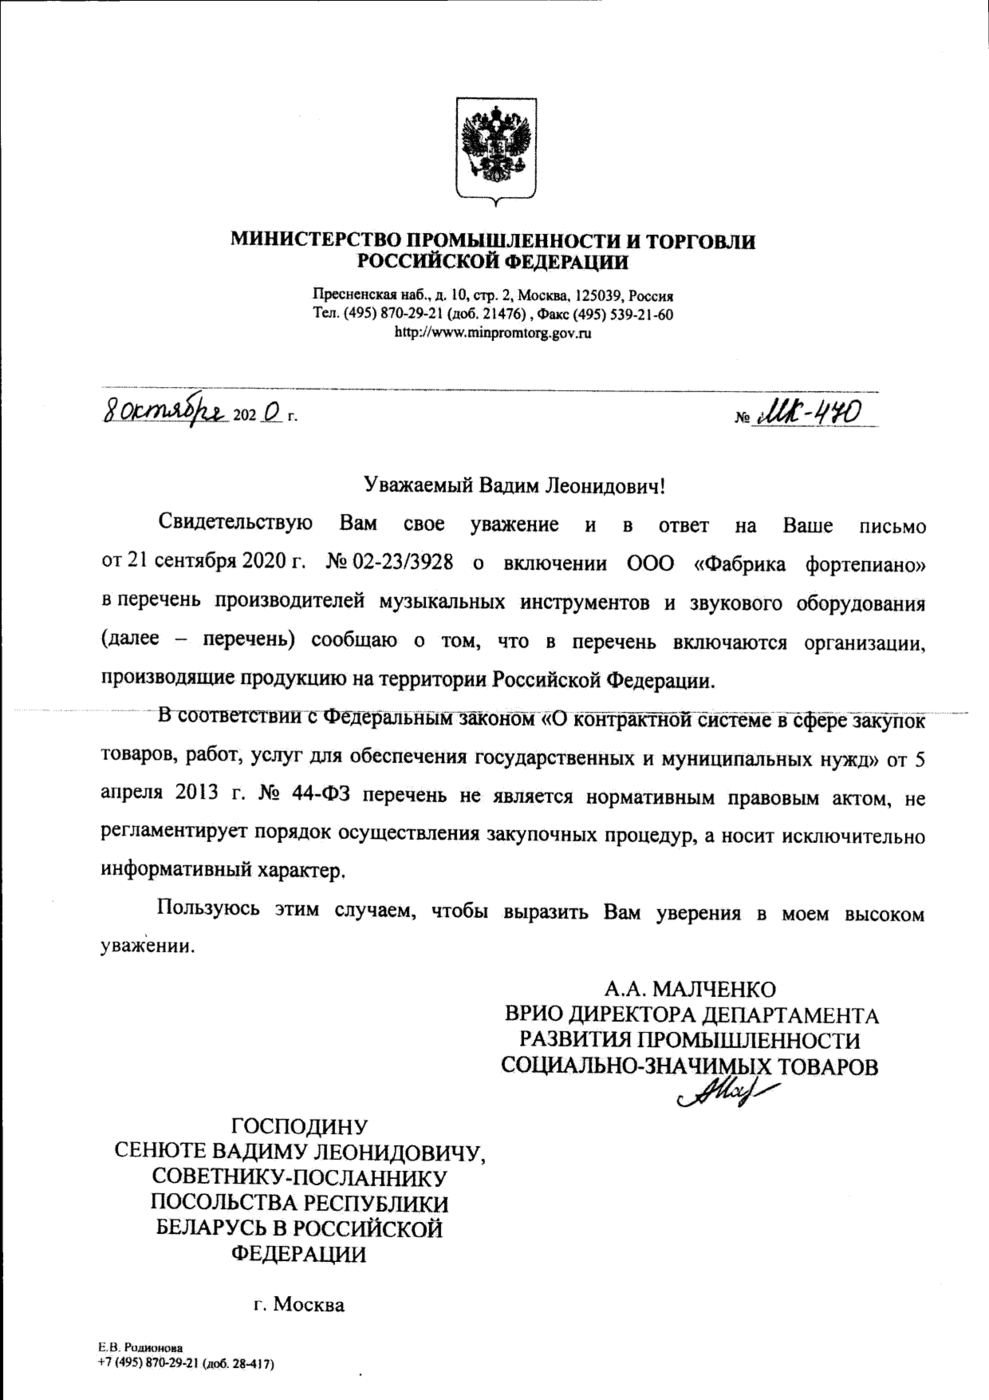 МИНИСТЕРСТВО ПРОМЫШЛЕННОСТИ И ТОРГОВЛИ
РОССИЙСКОЙ ФЕДЕРАЦИИ
Пресненская наб., д. 10, стр. 2, Москва, 125039, Россия
Тел. (495) 870-29-21 (доб. 21476) , Факс (495) 539-21-60
http://www.minpromtorg.gov.ru
8 октября 2020 г.
№ МК-470
Уважаемый Вадим Леонидович!
Свидетельствую Вам свое уважение и в ответ на Ваше письмо
от 21 сентября 2020 г. № 02-23/3928 о включении ООО «Фабрика фортепиано»
в перечень производителей музыкальных инструментов и звукового оборудования
(далее – перечень) сообщаю о том, что в перечень включаются организации,
производящие продукцию на территории Российской Федерации.
В соответствии с Федеральным законом «О контрактной системе в сфере закупок
товаров, работ, услуг для обеспечения государственных и муниципальных нужд» от 5
апреля 2013 г. № 44-ФЗ перечень не является нормативным правовым актом, не
регламентирует порядок осуществления закупочных процедур, а носит исключительно
информативный характер.
Пользуюсь этим случаем, чтобы выразить Вам уверения в моем высоком
уважении.
А.А. МАЛЧЕНКО
ВРИО ДИРЕКТОРА ДЕПАРТАМЕНТА
РАЗВИТИЯ ПРОМЫШЛЕННОСТИ
СОЦИАЛЬНО-ЗНАЧИМЫХ ТОВАРОВ
ГОСПОДИНУ
СЕНЮТЕ ВАДИМУ ЛЕОНИДОВИЧУ,
СОВЕТНИКУ-ПОСЛАННИКУ
ПОСОЛЬСТВА РЕСПУБЛИКИ
БЕЛАРУСЬ В РОССИЙСКОЙ
ФЕДЕРАЦИИ
г. Москва
Е.В. Родионова
+7 (495) 870-29-21 (доб. 28-417)